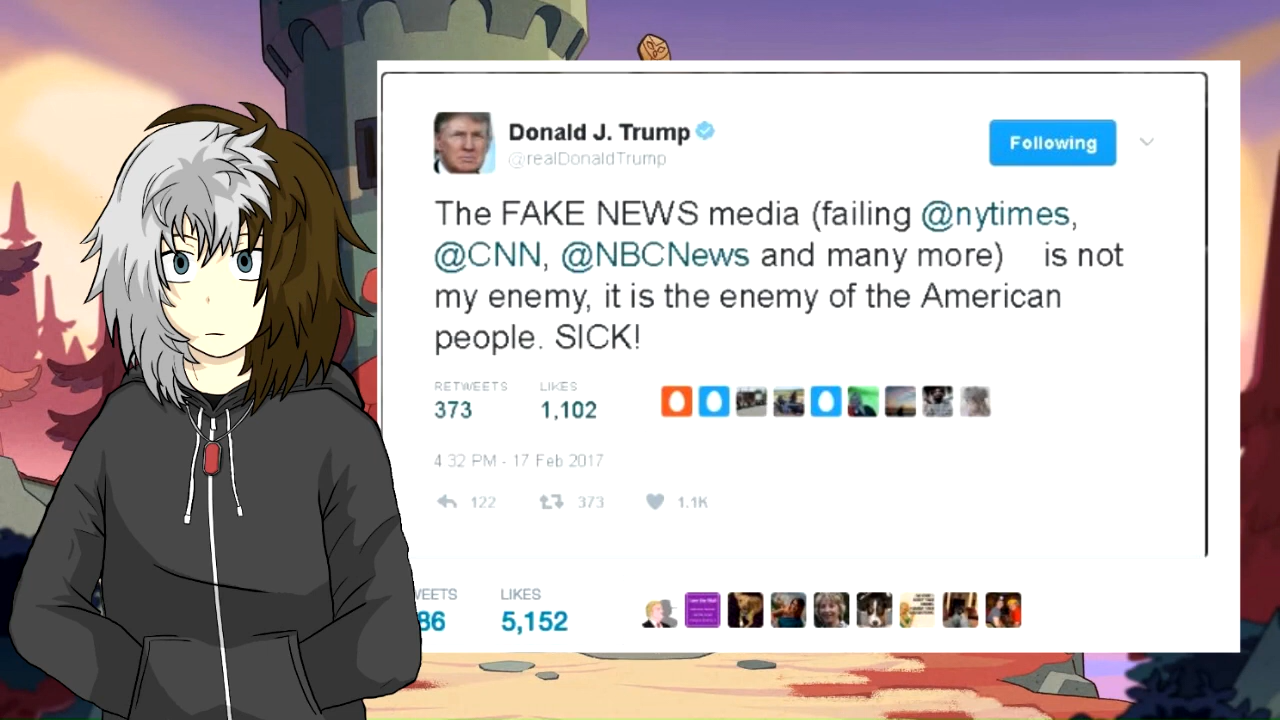 Donald J. Trump
@realDonaldTrump
Following
The FAKE NEWS media (failing @nytimes,
@CNN, @NBCNews and many more) is not
my enemy, it is the enemy of the American
people. SICK!
RETWEETS LIKES
373 1,102
4:32 PM - 17 Feb 2017
122 373 1.1K
LIKES
86 5,152